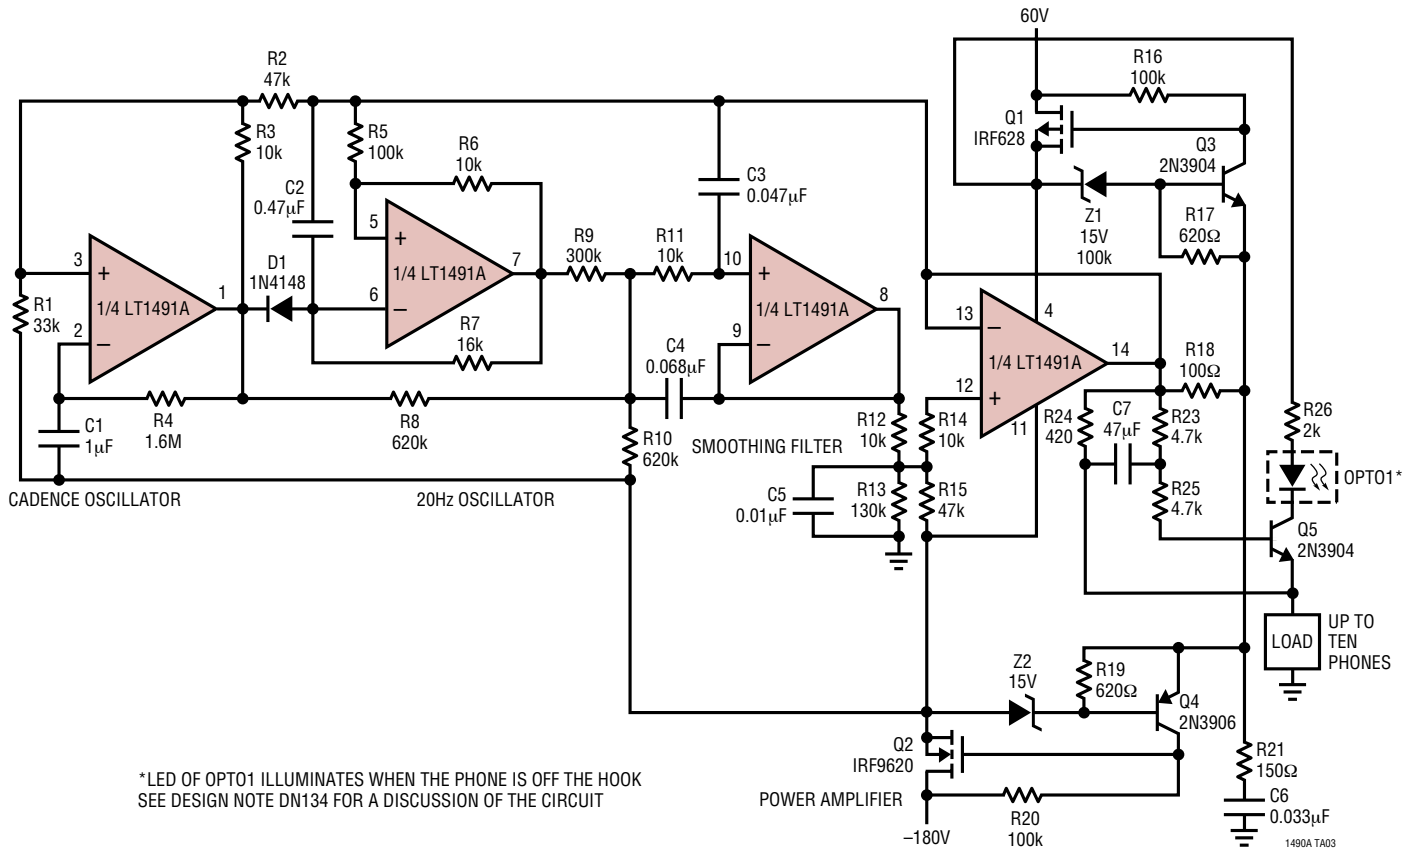 60V
R16
100k
Q1
IRF628
Q3
2N3904
R2
47k
R3
10k
R5
100k
R6
10k
C2
0.47µF
C3
0.047µF
Z1
15V
100k
R17
620Ω
D1
1N4148
R1
33k
3
+
2
–
1/4 LT1491A
1
5
+
6
–
1/4 LT1491A
7
R7
16k
R9
300k
R11
10k
10
+
9
–
1/4 LT1491A
8
C4
0.068µF
13
–
12
+
1/4 LT1491A
4
11
14
R18
100Ω
C1
1µF
R4
1.6M
R8
620k
R10
620k
SMOOTHING FILTER
R12
10k
R14
10k
R24
420
C7
47µF
R23
4.7k
R26
2k
OPTO1*
CADENCE OSCILLATOR
20Hz OSCILLATOR
C5
0.01µF
R13
130k
R15
47k
R25
4.7k
Q5
2N3904
LOAD
UP TO
TEN
PHONES
Z2
15V
R19
620Ω
Q4
2N3906
Q2
IRF9620
POWER AMPLIFIER
–180V
R20
100k
R21
150Ω
C6
0.033µF
*LED OF OPTO1 ILLUMINATES WHEN THE PHONE IS OFF THE HOOK
SEE DESIGN NOTE DN134 FOR A DISCUSSION OF THE CIRCUIT
1490A TA03